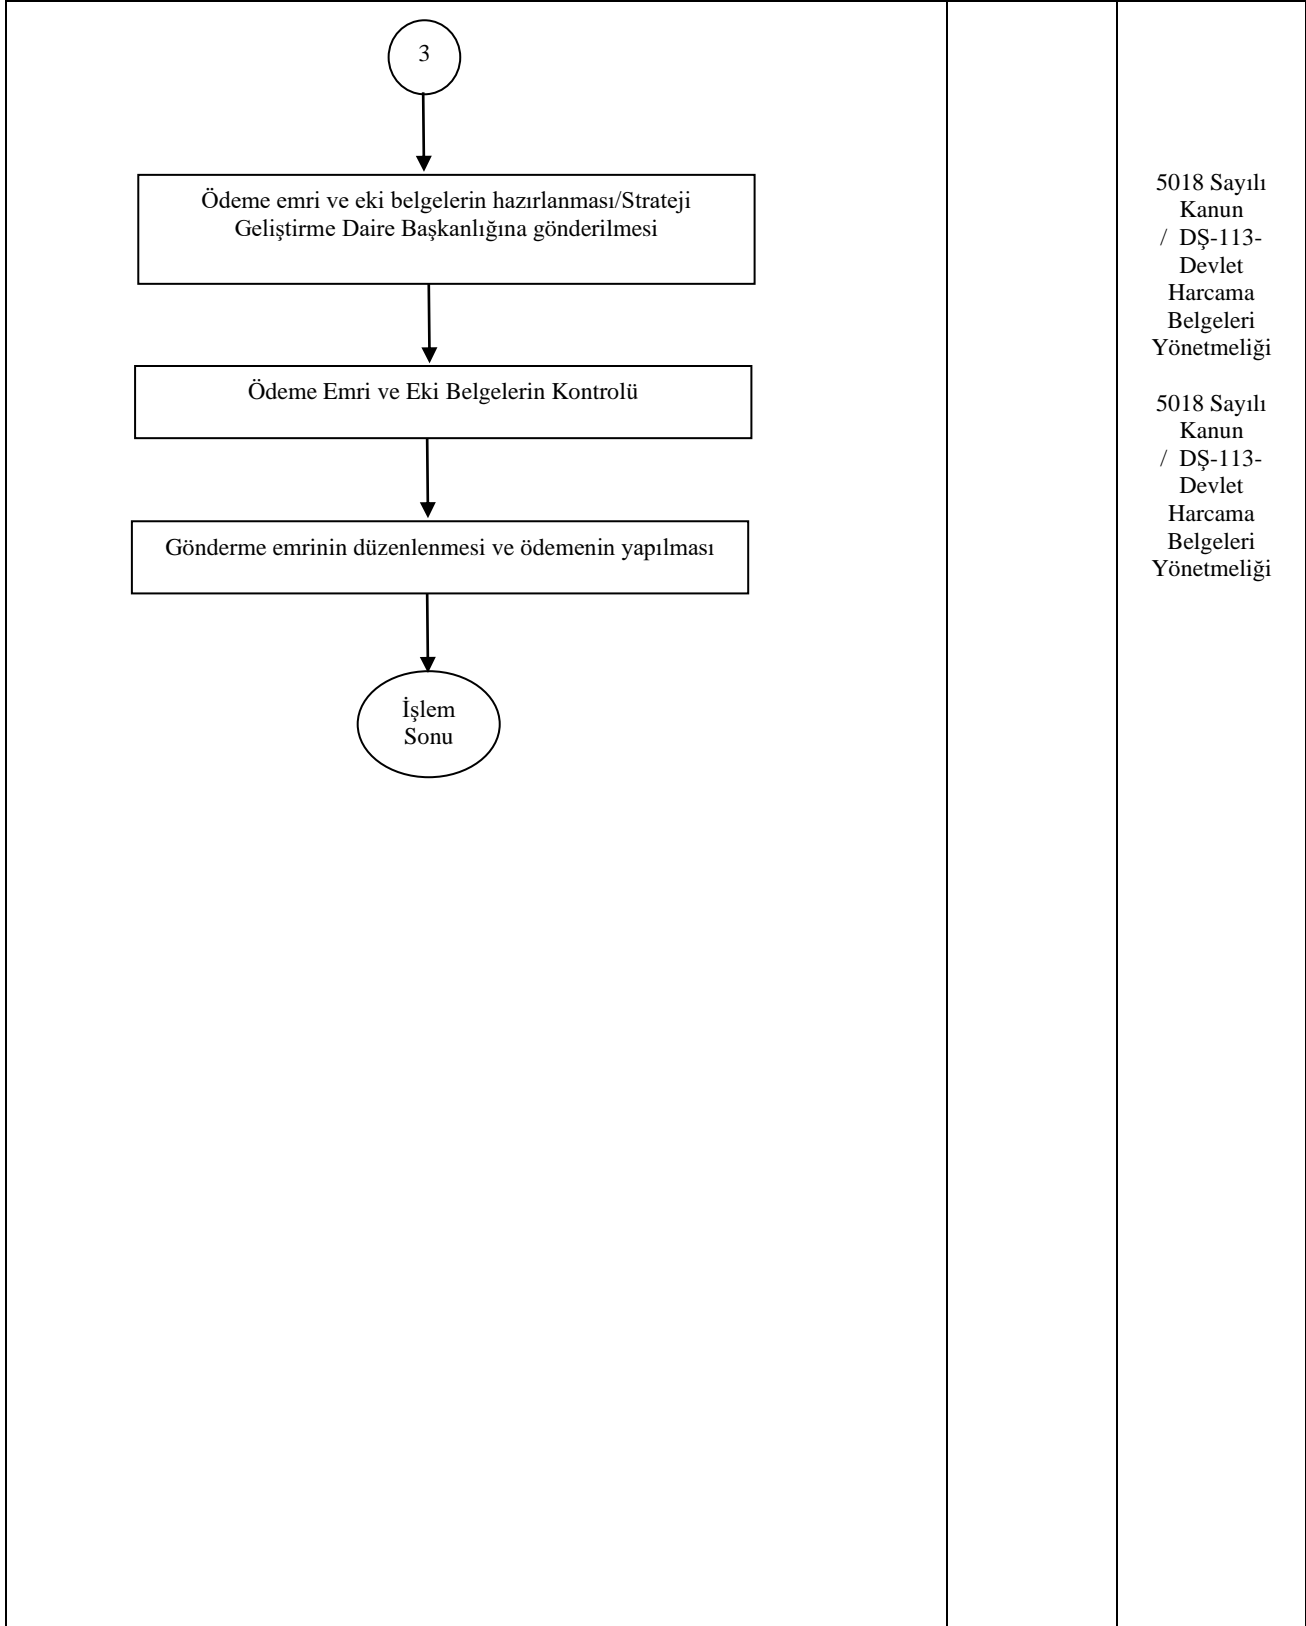 3
Ödeme emri ve eki belgelerin hazırlanması/Strateji
Geliştirme Daire Başkanlığına gönderilmesi
Ödeme Emri ve Eki Belgelerin Kontrolü
Gönderme emrinin düzenlenmesi ve ödemenin yapılması
İşlem
Sonu
5018 Sayılı
Kanun
/ DŞ-113-
Devlet
Harcama
Belgeleri
Yönetmeliği
5018 Sayılı
Kanun
/ DŞ-113-
Devlet
Harcama
Belgeleri
Yönetmeliği